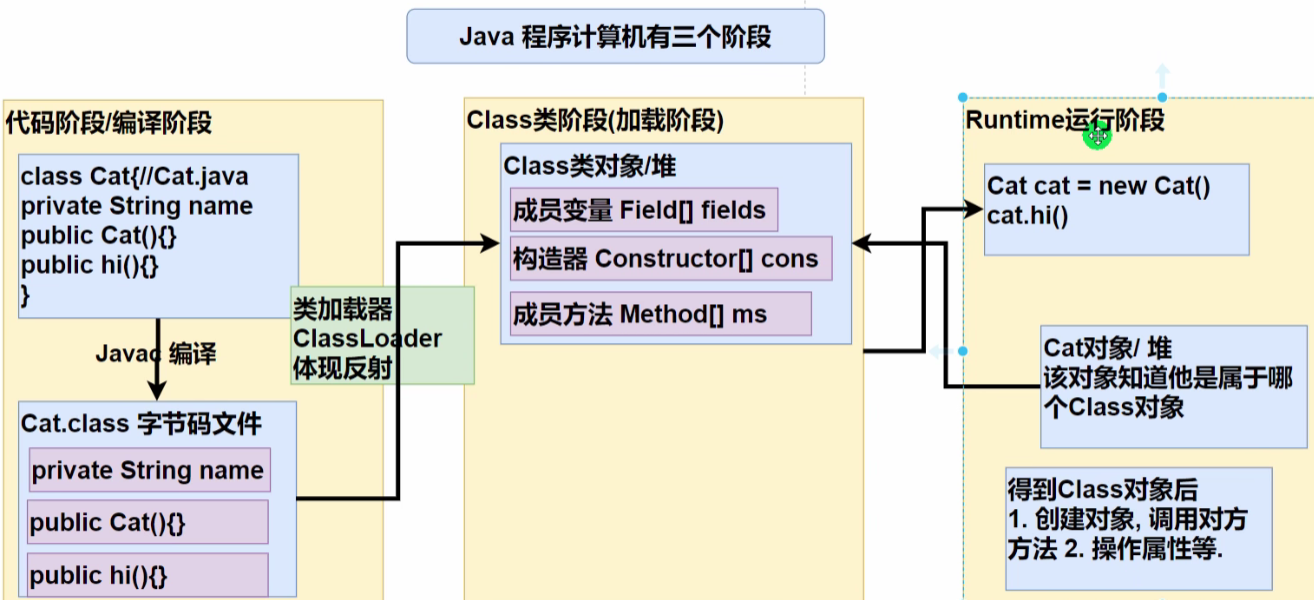 Java 程序计算机有三个阶段
代码阶段/编译阶段
class Cat{//Cat.java
private String name
public Cat(){}
public hi(){}
}
Javac 编译
Cat.class 字节码文件
private String name
public Cat(){}
public hi(){}
类加载器
ClassLoader
体现反射
Class类阶段(加载阶段)
Class类对象/堆
成员变量 Field[] fields
构造器 Constructor[] cons
成员方法 Method[] ms
Runtime运行阶段
Cat cat = new Cat()
cat.hi()
Cat对象/ 堆
该对象知道他是属于哪
个Class对象
得到Class对象后
1. 创建对象, 调用对方
方法 2. 操作属性等.